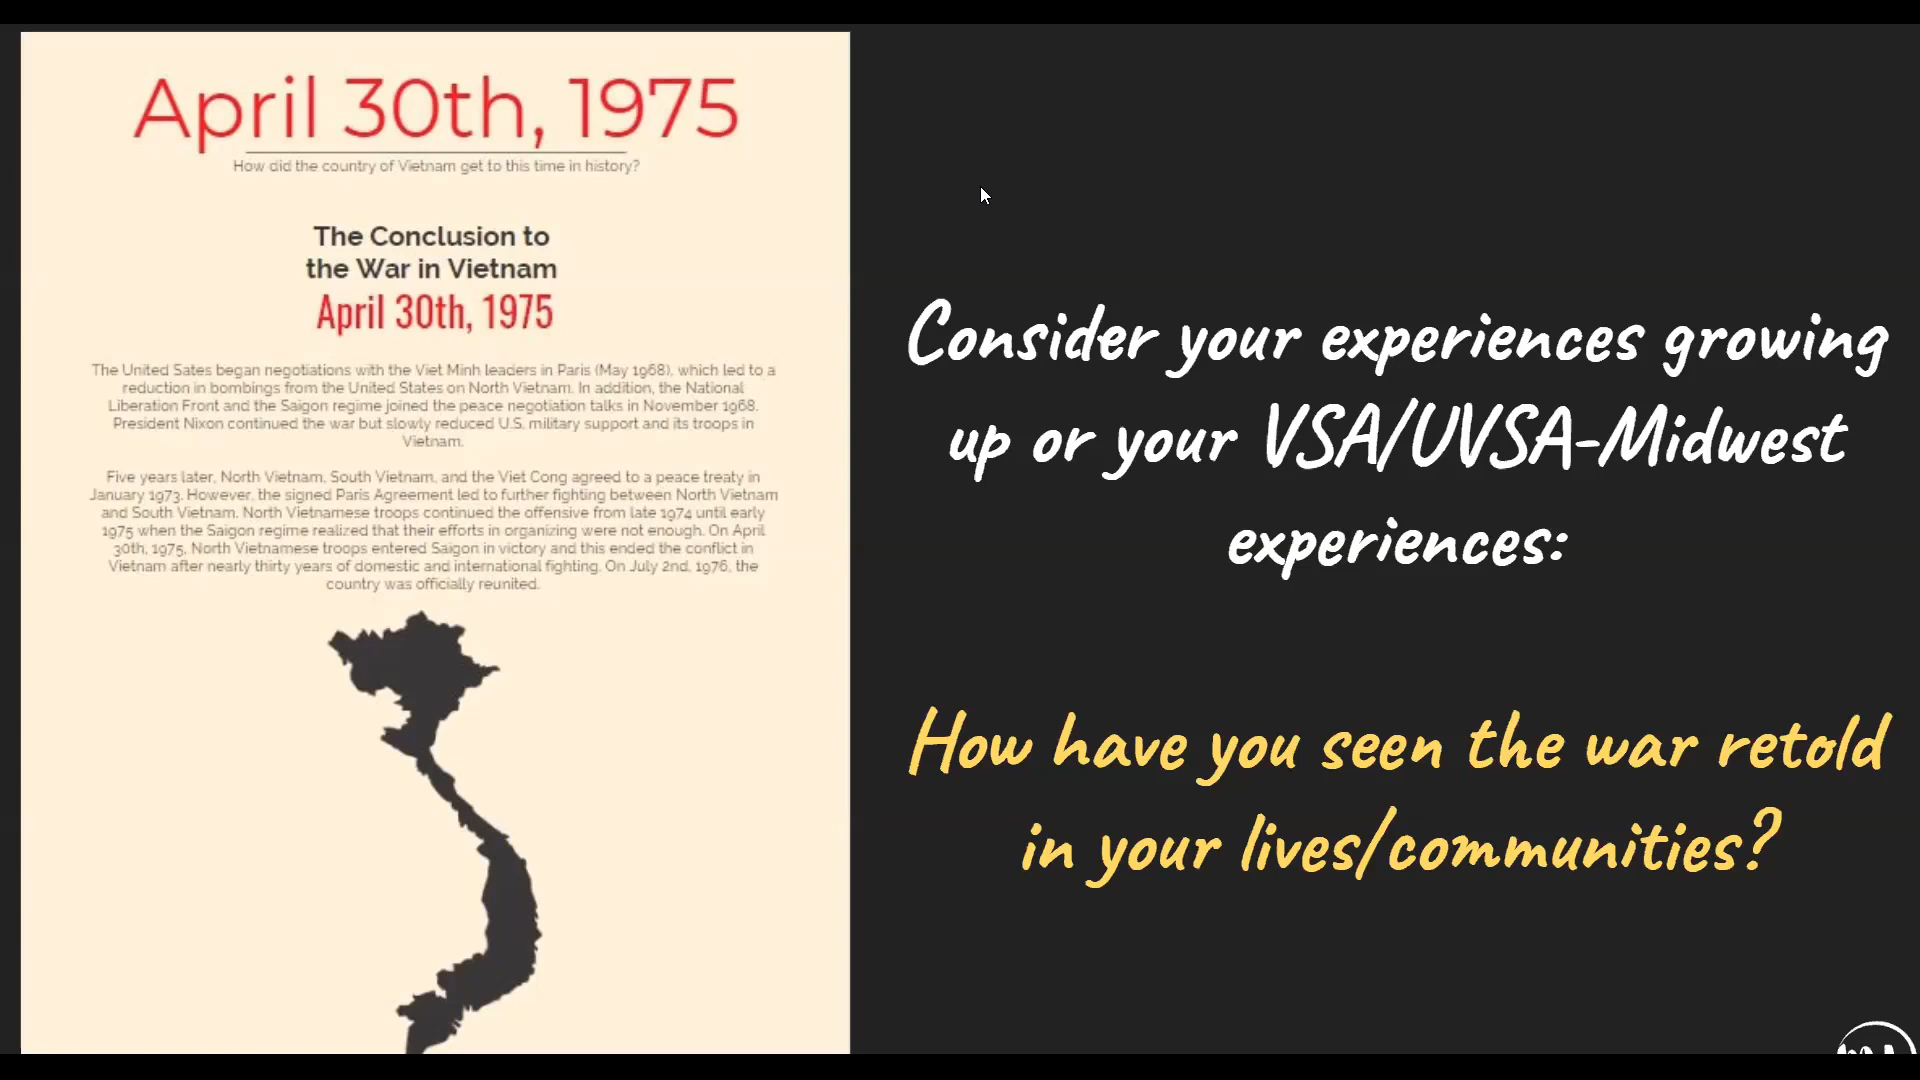 April 30th, 1975
How did the country of Vietnam get to this time in history?
The Conclusion to
the War in Vietnam
April 30th, 1975
The United Sates began negotiations with the Viet Minh leaders in Paris (May 1968), which led to a
reduction in bombings from the United States on North Vietnam. In addition, the National
Liberation Front and the Saigon regime joined the peace negotiation talks in November 1968.
President Nixon continued the war but slowly reduced U.S. military support and its troops in
Vietnam.
Five years later, North Vietnam, South Vietnam, and the Viet Cong agreed to a peace treaty in
January 1973. However, the signed Paris Agreement led to further fighting between North Vietnam
and South Vietnam. North Vietnamese troops continued the offensive from late 1974 until early
1975 when the Saigon regime realized that their efforts in organizing were not enough. On April
30th, 1975, North Vietnamese troops entered Saigon in victory and this ended the conflict in
Vietnam after nearly thirty years of domestic and international fighting. On July 2nd, 1976, the
country was officially reunited.
Consider your experiences growing
up or your VSA/UVSA-Midwest
experiences:
How have you seen the war retold
in your lives/communities?